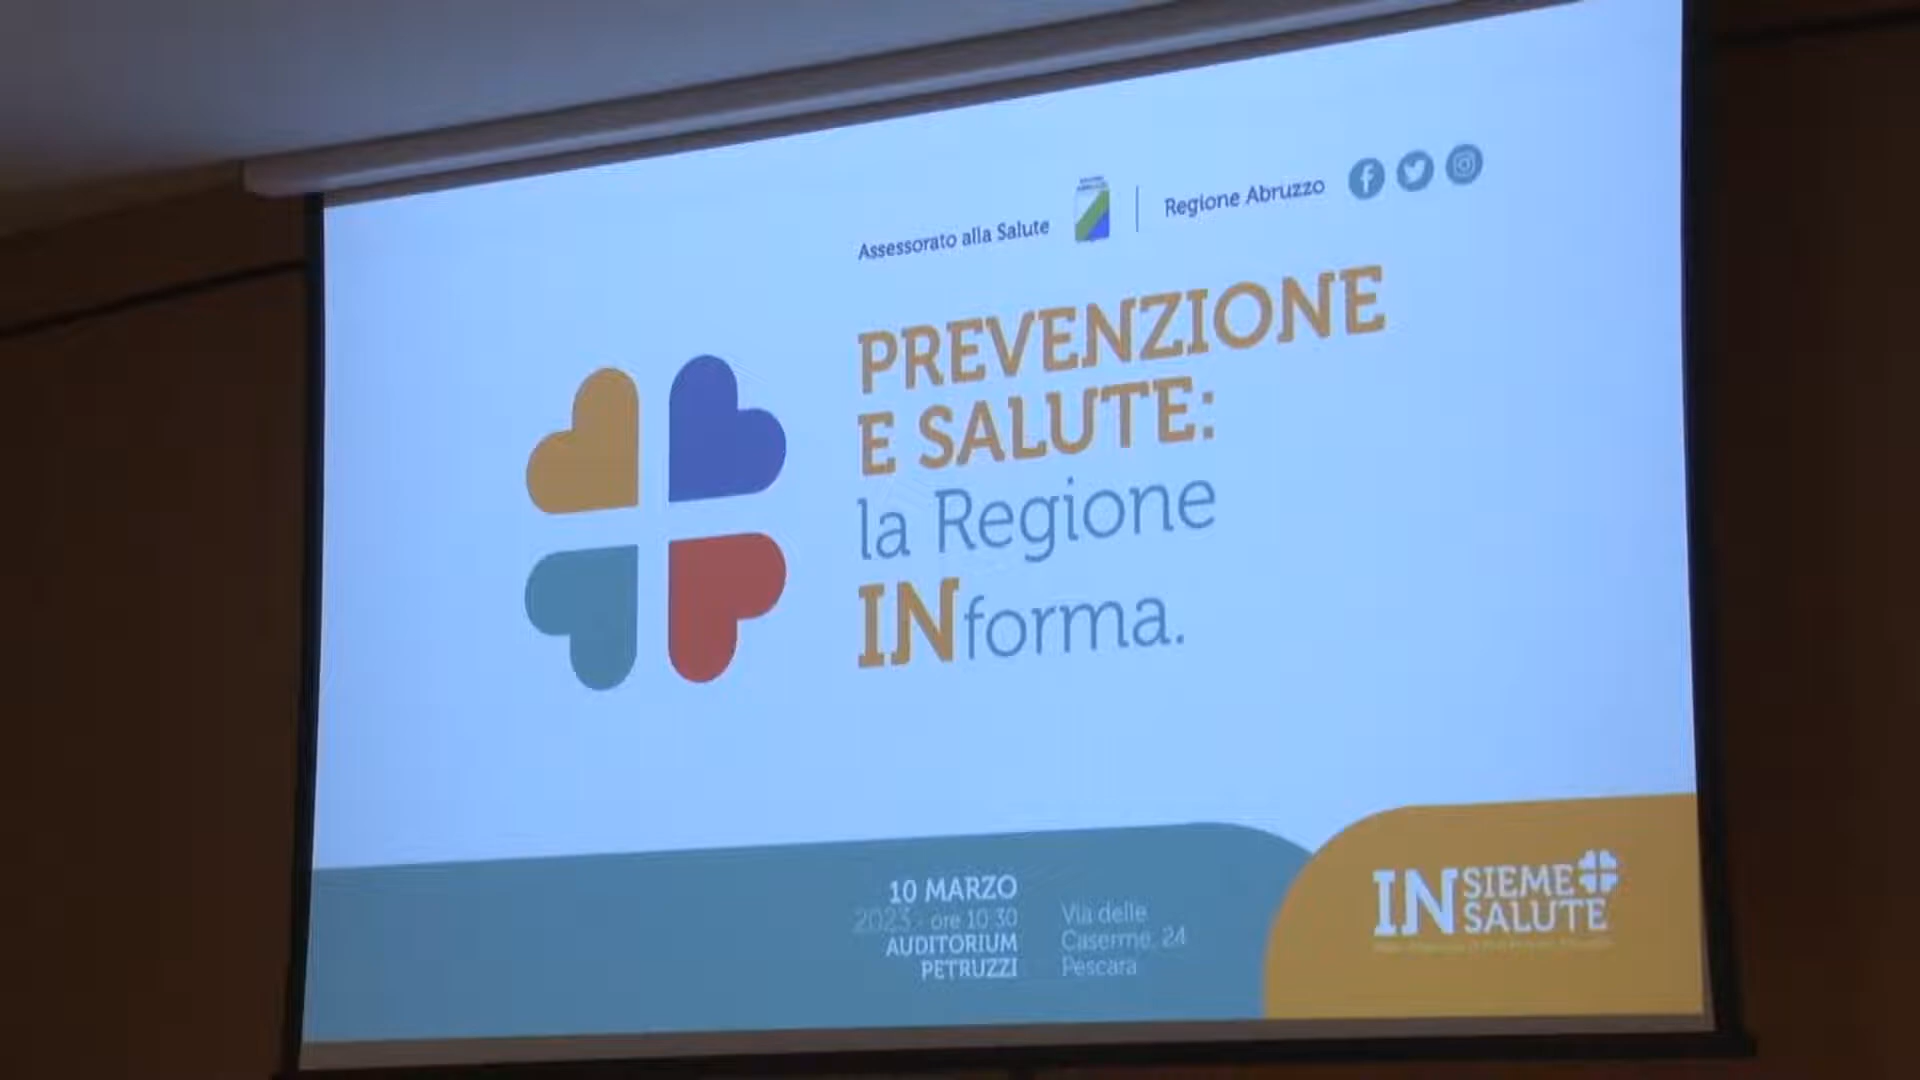 Assessorato alla Salute
Regione Abruzzo
PREVENZIONE
E SALUTE:
la Regione
INforma.
10 MARZO
2023 - ore 10.30
AUDITORIUM
PETRUZZI
Via delle
Caserme, 24
Pescara
INSIEME
SALUTE